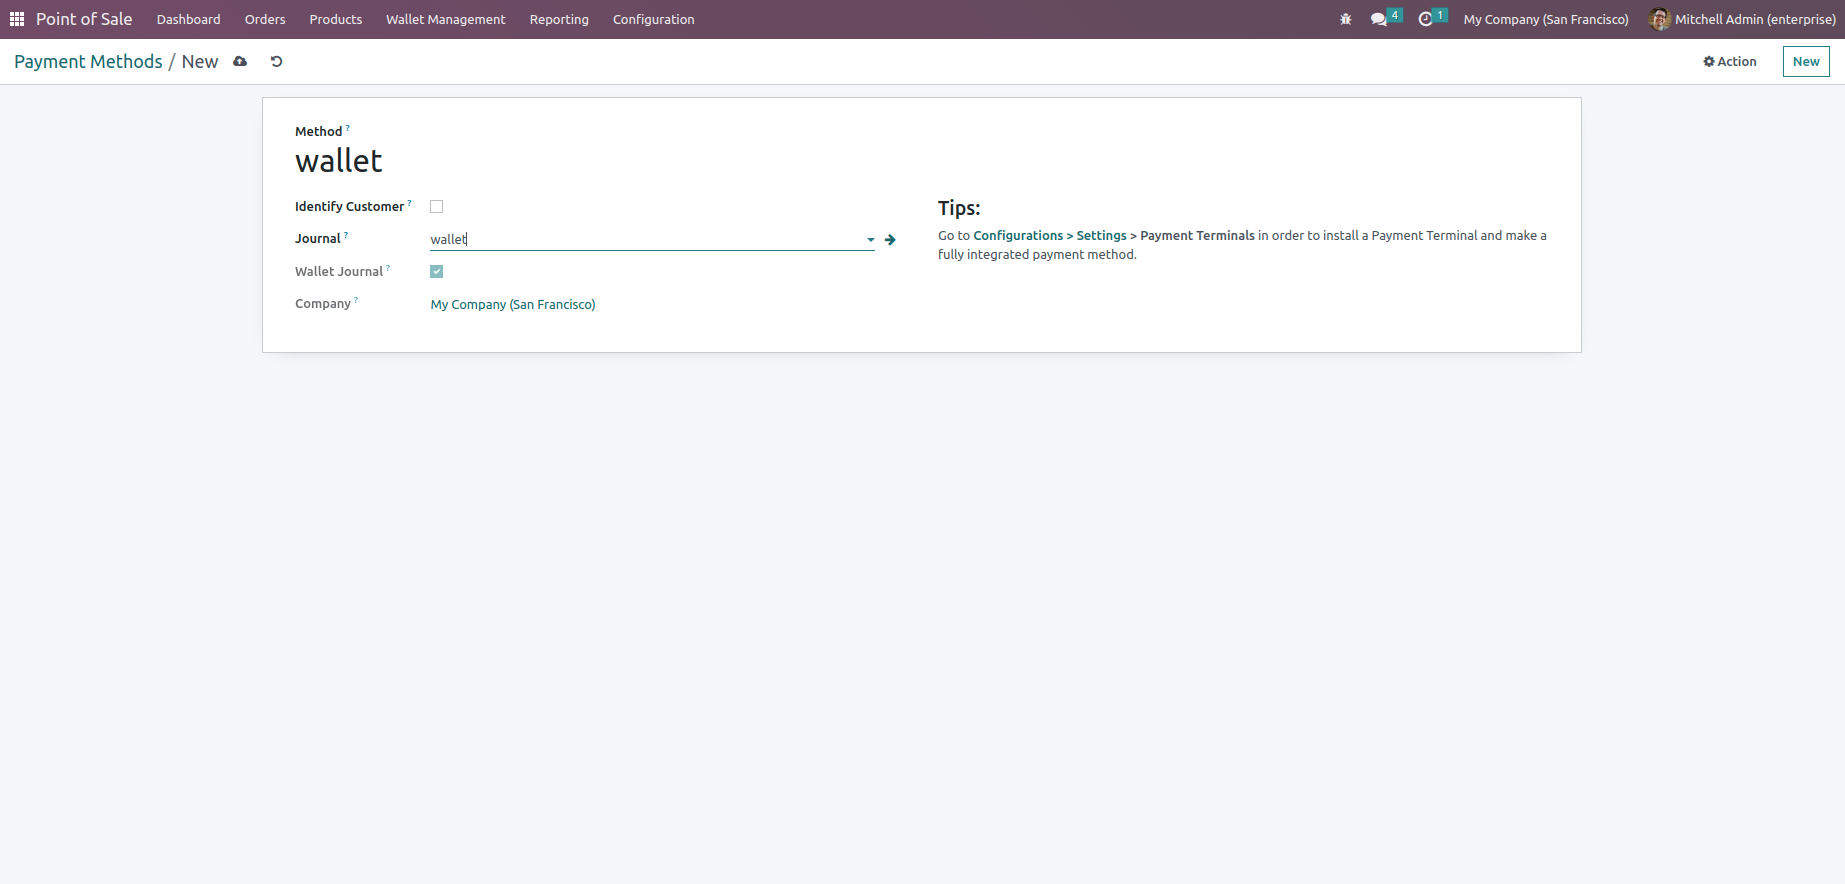 Point of Sale Dashboard Orders Products Wallet Management Reporting Configuration 4 1 My Company (San Francisco) Mitchell Admin (enterprise)
Payment Methods / New Action New
Method ?
wallet
Identify Customer ?
Journal ? wallet
Wallet Journal ?
Company ? My Company (San Francisco)
Tips:
Go to Configurations > Settings > Payment Terminals in order to install a Payment Terminal and make a
fully integrated payment method.